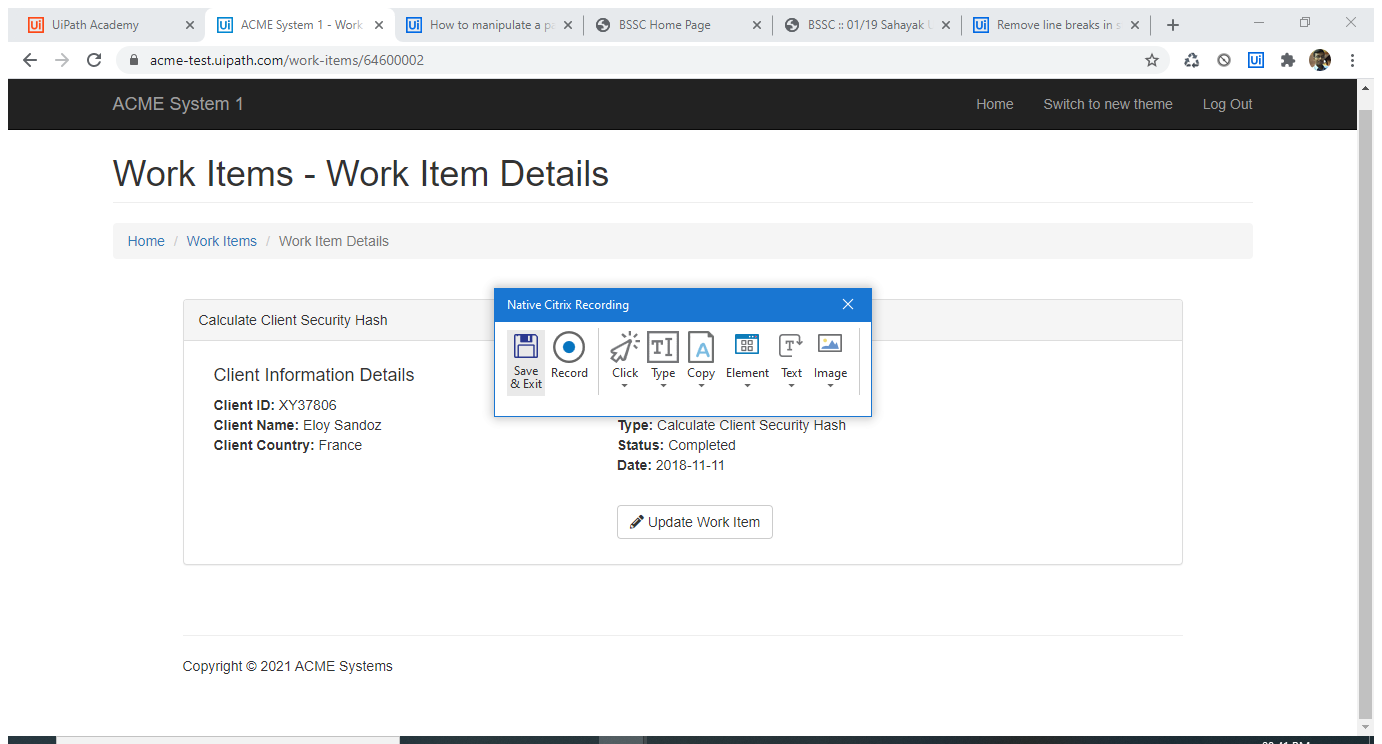 UiPath Academy
ACME System 1 - Work
How to manipulate a pa
BSSC Home Page
BSSC :: 01/19 Sahayak U
Remove line breaks in s
acme-test.uipath.com/work-items/64600002
ACME System 1
Home
Switch to new theme
Log Out
Work Items - Work Item Details
Home / Work Items / Work Item Details
Calculate Client Security Hash
Client Information Details
Client ID: XY37806
Client Name: Eloy Sandoz
Client Country: France
Native Citrix Recording
Save & Exit
Record
Click
Type
Copy
Element
Text
Image
Type: Calculate Client Security Hash
Status: Completed
Date: 2018-11-11
Update Work Item
Copyright © 2021 ACME Systems